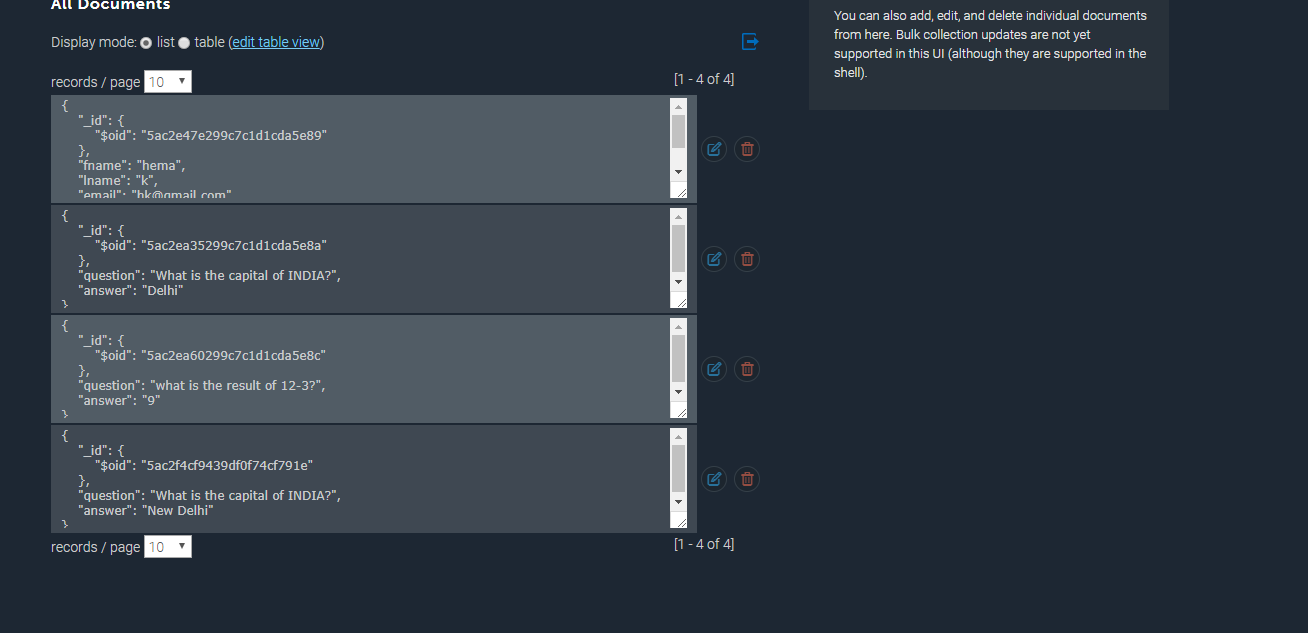 All Documents
Display mode: list table (edit table view)
records / page 10
[1 - 4 of 4]
{
"_id": {
"$oid": "5ac2e47e299c7c1d1cda5e89"
},
"fname": "hema",
"lname": "k",
"email": "hk@gmail.com"
{
"_id": {
"$oid": "5ac2ea35299c7c1d1cda5e8a"
},
"question": "What is the capital of INDIA?",
"answer": "Delhi"
}
{
"_id": {
"$oid": "5ac2ea60299c7c1d1cda5e8c"
},
"question": "what is the result of 12-3?",
"answer": "9"
}
{
"_id": {
"$oid": "5ac2f4cf9439df0f74cf791e"
},
"question": "What is the capital of INDIA?",
"answer": "New Delhi"
}
records / page 10
[1 - 4 of 4]
You can also add, edit, and delete individual documents
from here. Bulk collection updates are not yet
supported in this UI (although they are supported in the
shell).